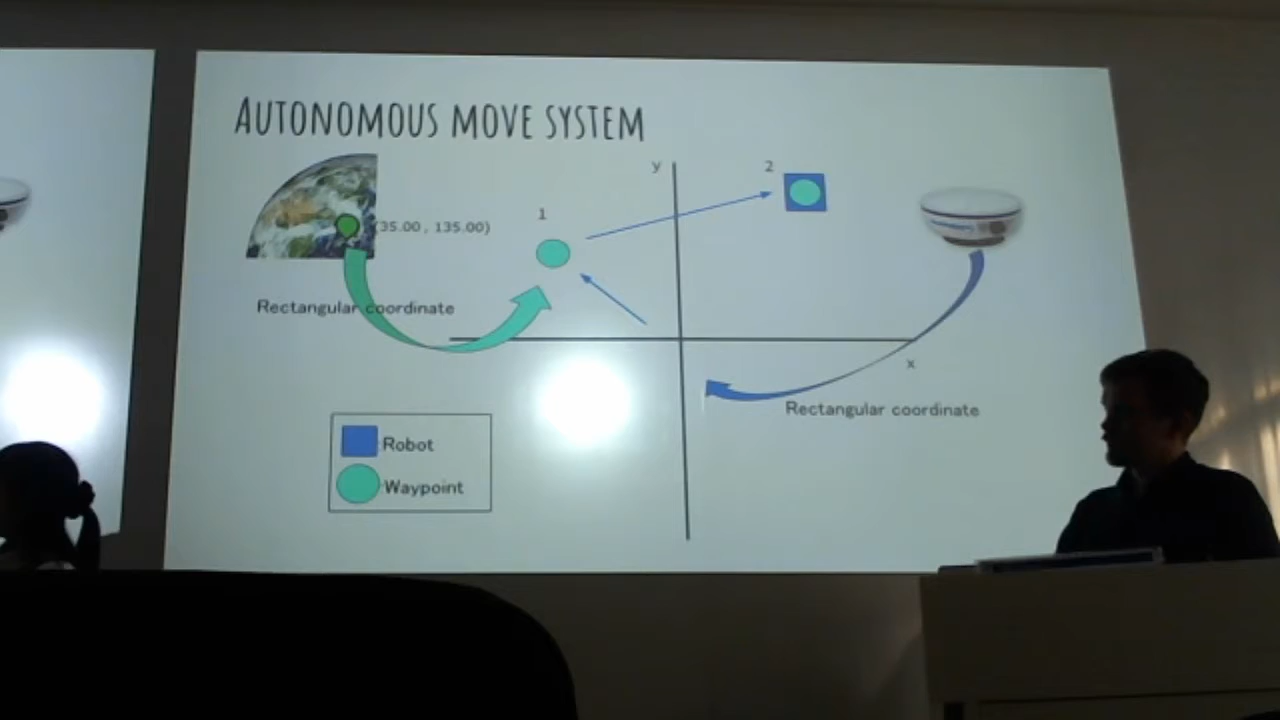 AUTONOMOUS MOVE SYSTEM
y
2
1
(35.00 , 135.00)
Rectangular coordinate
x
Rectangular coordinate
Robot
Waypoint